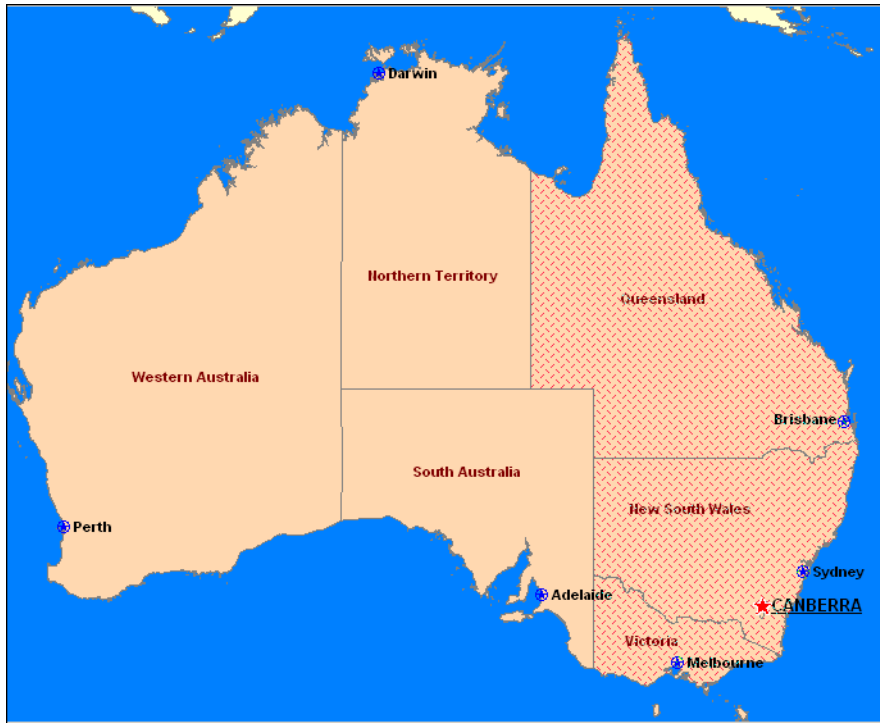 Darwin
Northern Territory
Queensland
Western Australia
Brisbane
South Australia
New South Wales
Perth
Sydney
Adelaide
CANBERRA
Victoria
Melbourne